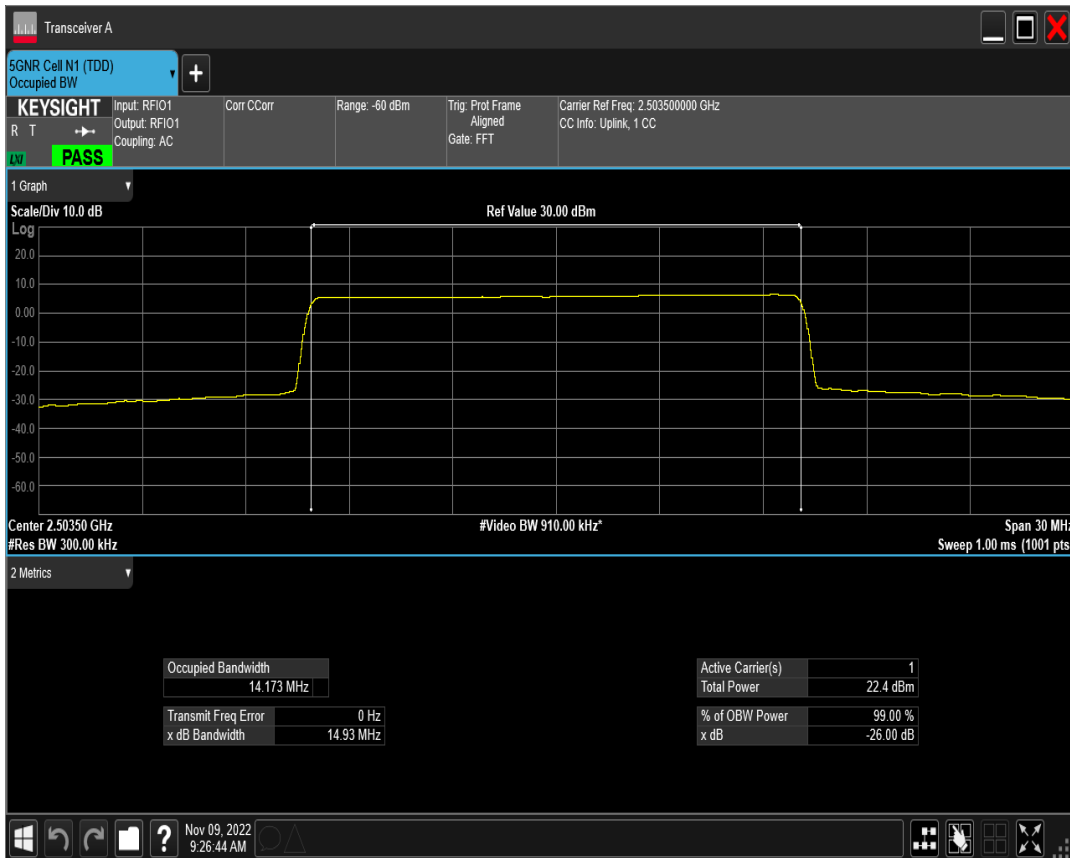 Transceiver A
5GNR Cell N1 (TDD)
Occupied BW
+
KEYSIGHT
R T
LXI
PASS
Input: RFIO1
Output: RFIO1
Coupling: AC
Corr CCorr
Range: -60 dBm
Trig: Prot Frame
Aligned
Gate: FFT
Carrier Ref Freq: 2.503500000 GHz
CC Info: Uplink, 1 CC
1 Graph
Scale/Div 10.0 dB
Ref Value 30.00 dBm
Log
20.0
10.0
0.00
-10.0
-20.0
-30.0
-40.0
-50.0
-60.0
Center 2.50350 GHz
#Video BW 910.00 kHz*
Span 30 MHz
#Res BW 300.00 kHz
Sweep 1.00 ms (1001 pts
2 Metrics
Occupied Bandwidth
14.173 MHz
Transmit Freq Error 0 Hz
x dB Bandwidth 14.93 MHz
Active Carrier(s) 1
Total Power 22.4 dBm
% of OBW Power 99.00 %
x dB -26.00 dB
?
Nov 09, 2022
9:26:44 AM